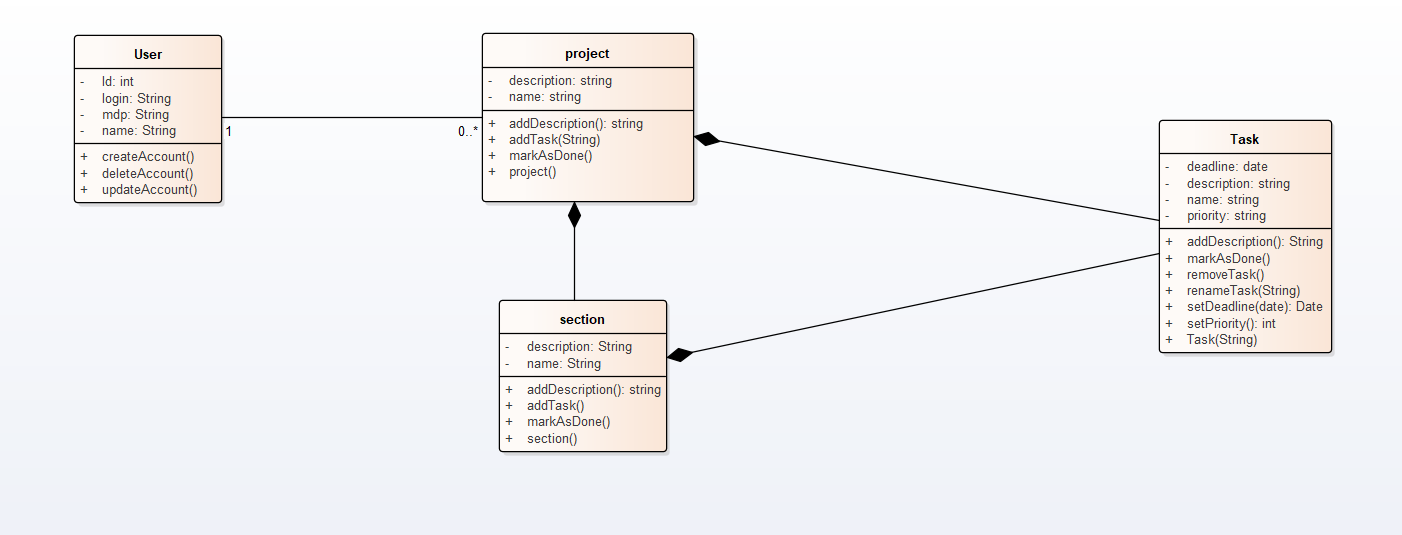 User
- Id: int
- login: String
- mdp: String
- name: String
+ createAccount()
+ deleteAccount()
+ updateAccount()
1
0..*
project
- description: string
- name: string
+ addDescription(): string
+ addTask(String)
+ markAsDone()
+ project()
section
- description: String
- name: String
+ addDescription(): string
+ addTask()
+ markAsDone()
+ section()
Task
- deadline: date
- description: string
- name: string
- priority: string
+ addDescription(): String
+ markAsDone()
+ removeTask()
+ renameTask(String)
+ setDeadline(date): Date
+ setPriority(): int
+ Task(String)